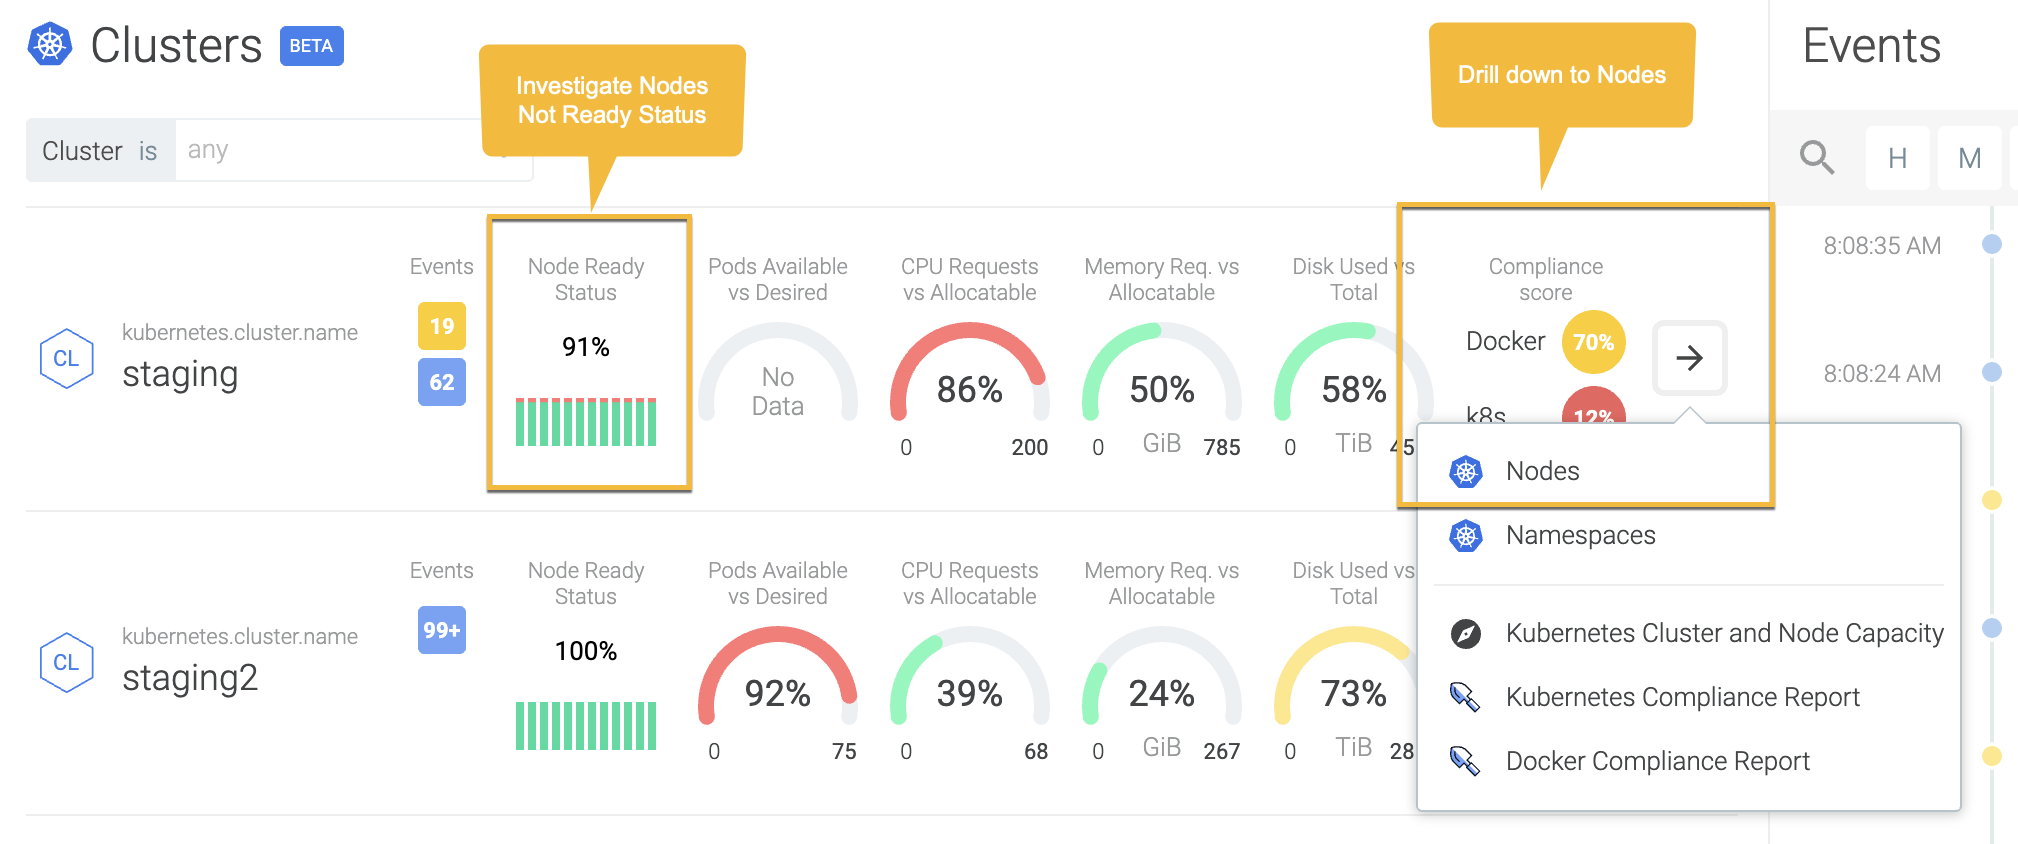 Clusters BETA
Investigate Nodes
Not Ready Status
Drill down to Nodes
Events
Cluster is any
H M
CL
kubernetes.cluster.name
staging
Events
19
62
Node Ready
Status
91%
Pods Available
vs Desired
No
Data
CPU Requests
vs Allocatable
86%
0 200
Memory Req. vs
Allocatable
50%
0 GiB 785
Disk Used vs
Total
58%
0 TiB 45
Compliance
score
Docker 70%
k8s 12%
Nodes
Namespaces
Kubernetes Cluster and Node Capacity
Kubernetes Compliance Report
Docker Compliance Report
CL
kubernetes.cluster.name
staging2
Events
99+
Node Ready
Status
100%
Pods Available
vs Desired
92%
0 75
CPU Requests
vs Allocatable
39%
0 68
Memory Req. vs
Allocatable
24%
0 GiB 267
Disk Used vs
Total
73%
0 TiB 28
8:08:35 AM
8:08:24 AM